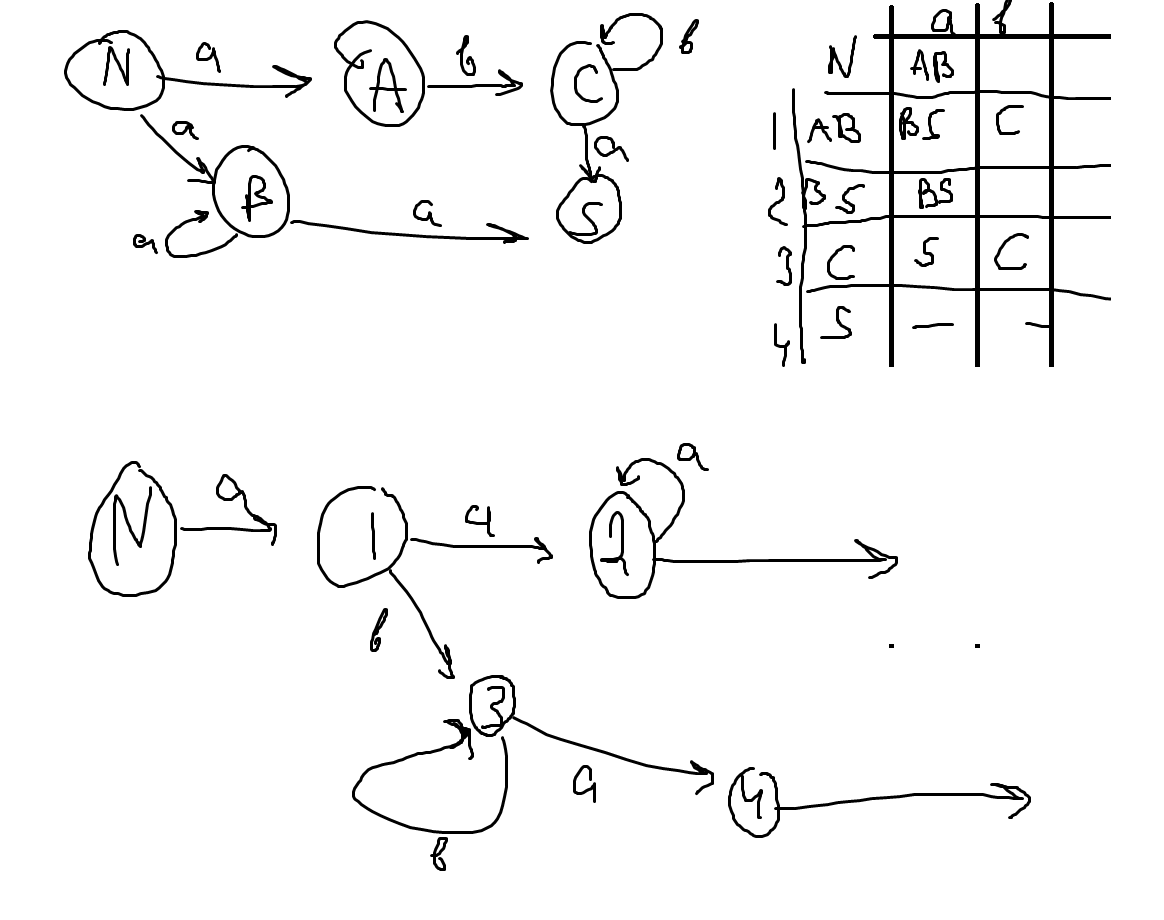 a b
N AB
1 AB BS C
2 BS BS
3 C S C
4 S — —
N a A b C b
a a
B a S
a
N a 1 a 2 a
b
3
a 4
b